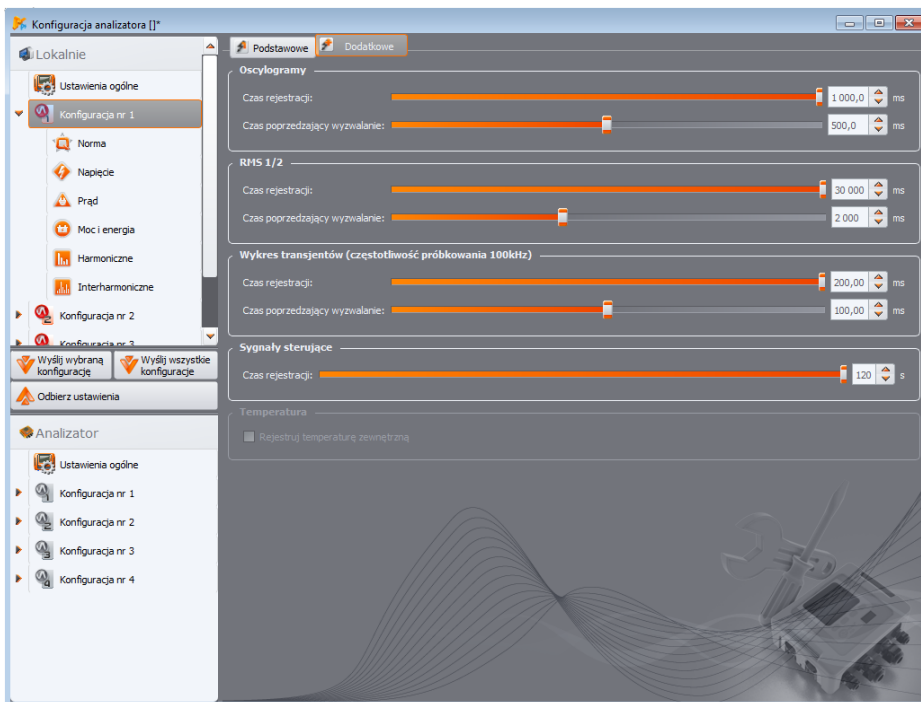 Konfiguracja analizatora []*
Lokalnie
Ustawienia ogólne
Konfiguracja nr 1
Norma
Napięcie
Prąd
Moc i energia
Harmoniczne
Interharmoniczne
Konfiguracja nr 2
Konfiguracja nr 3
Wyślij wybraną konfigurację
Wyślij wszystkie konfiguracje
Odbierz ustawienia
Analizator
Ustawienia ogólne
Konfiguracja nr 1
Konfiguracja nr 2
Konfiguracja nr 3
Konfiguracja nr 4
Podstawowe Dodatkowe
Oscylogramy
Czas rejestracji: 1 000,0 ms
Czas poprzedzający wyzwalanie: 500,0 ms
RMS 1/2
Czas rejestracji: 30 000 ms
Czas poprzedzający wyzwalanie: 2 000 ms
Wykres transjentów (częstotliwość próbkowania 100kHz)
Czas rejestracji: 200,00 ms
Czas poprzedzający wyzwalanie: 100,00 ms
Sygnały sterujące
Czas rejestracji: 120 s
Temperatura
Rejestruj temperaturę zewnętrzną